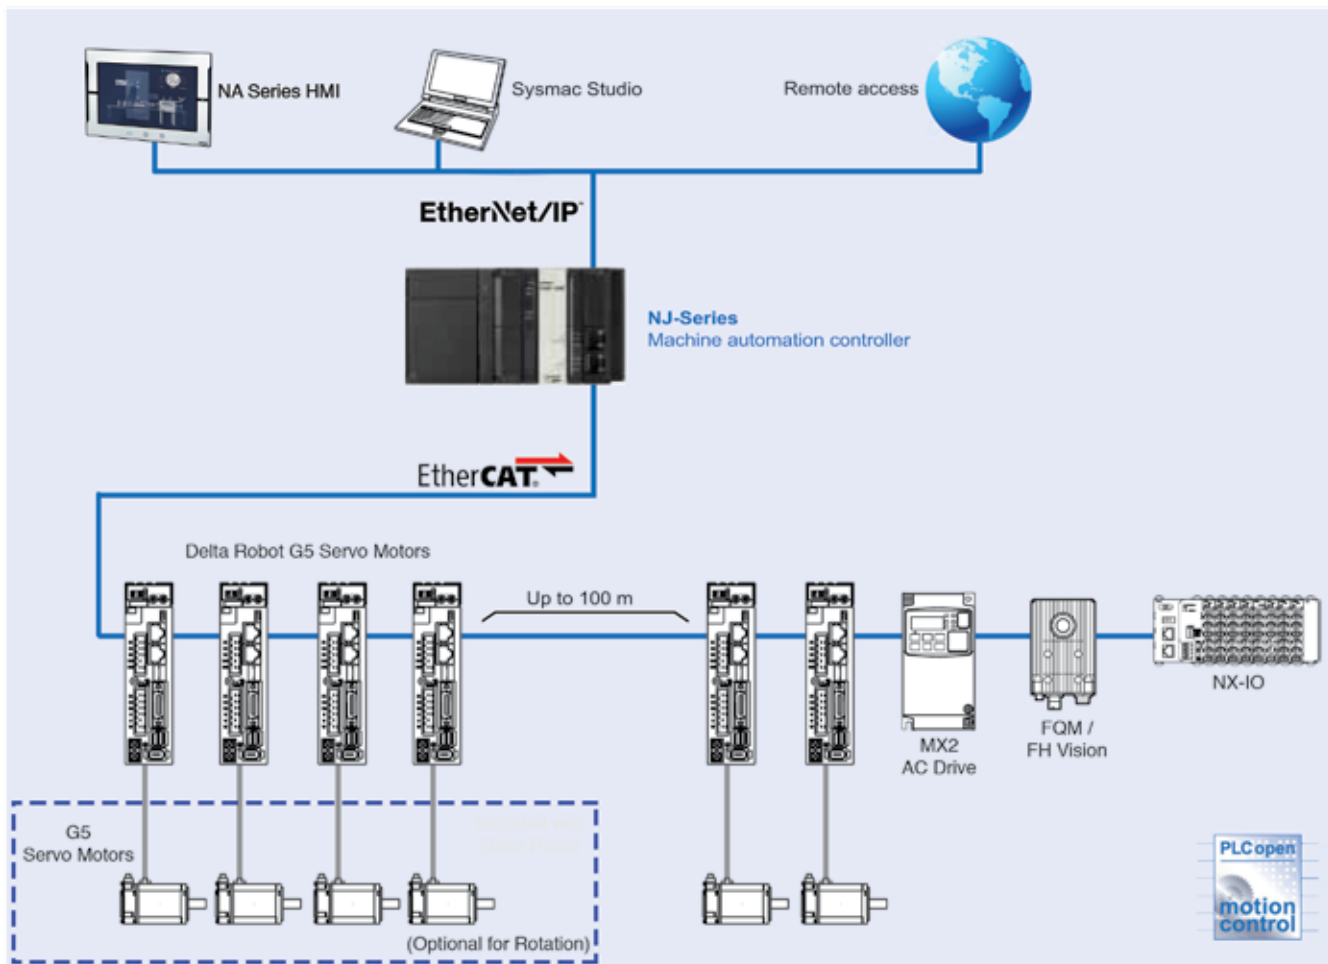 NA Series HMI
Sysmac Studio
Remote access
EtherNet/IP™
NJ-Series
Machine automation controller
EtherCAT®
Delta Robot G5 Servo Motors
Up to 100 m
NX-IO
MX2
AC Drive
FQM /
FH Vision
G5
Servo Motors
(Optional for Rotation)
PLCopen
motion
control